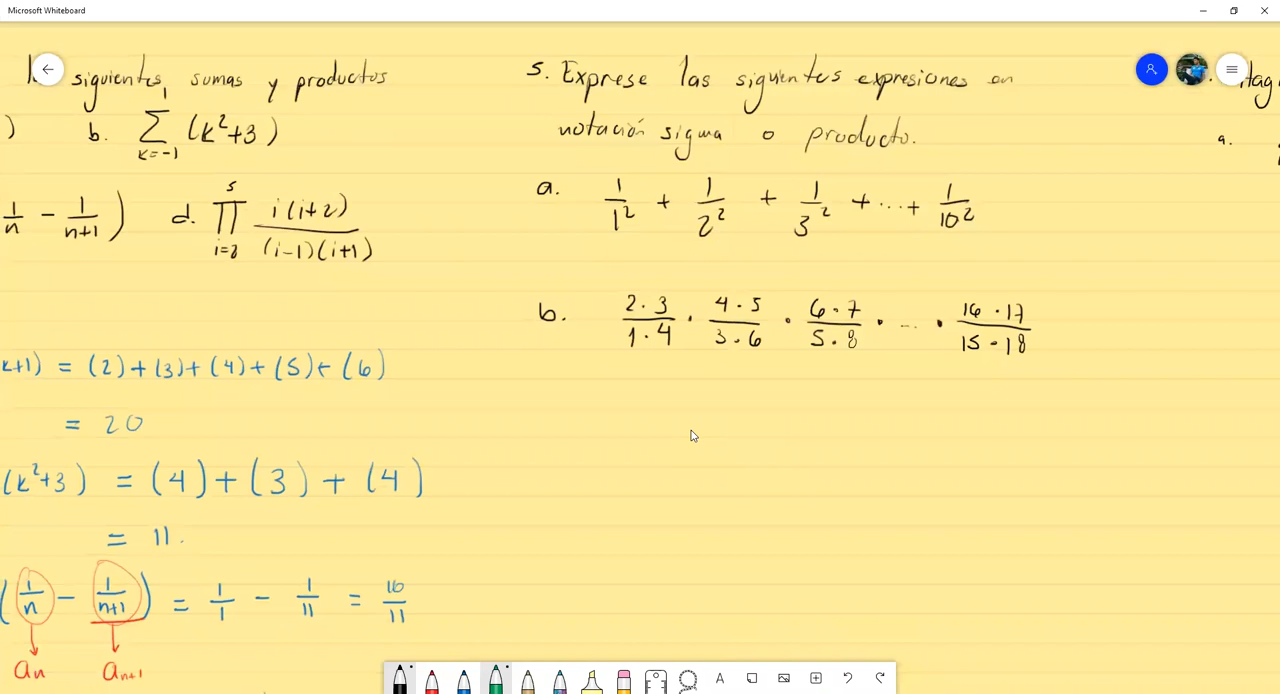 Microsoft Whiteboard
siguientes sumas y productos
) b. 1 ∑ k=-1 (k²+3)
1/n - 1/n+1 ) d. 5 ∏ i=2 i(i+2)/(i-1)(i+1)
k+1) = (2)+(3)+(4)+(5)+(6)
= 20
(k²+3) = (4)+(3)+(4)
= 11.
(1/n - 1/n+1) = 1/1 - 1/11 = 10/11
an an+1
5. Exprese las siguientes expresiones en
notación sigma o producto.
a. 1/1² + 1/2² + 1/3² + ... + 1/10²
b. 2·3/1·4 · 4·5/3·6 · 6·7/5·8 · ... · 16·17/15·18
a.
A